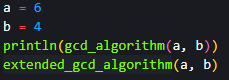 a = 6
b = 4
println(gcd_algorithm(a, b))
extended_gcd_algorithm(a, b)